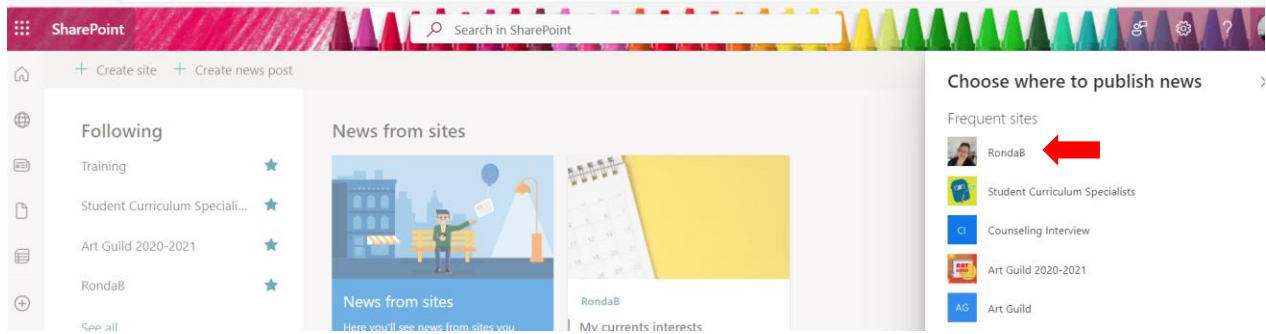 SharePoint
Search in SharePoint
?
+ Create site + Create news post
Following
Training
Student Curriculum Speciali...
Art Guild 2020-2021
RondaB
See all
News from sites
News from sites
Here you'll see news from sites you
RondaB
My currents interests
Choose where to publish news
Frequent sites
RondaB
Student Curriculum Specialists
CI Counseling Interview
ART GUILD Art Guild 2020-2021
AG Art Guild